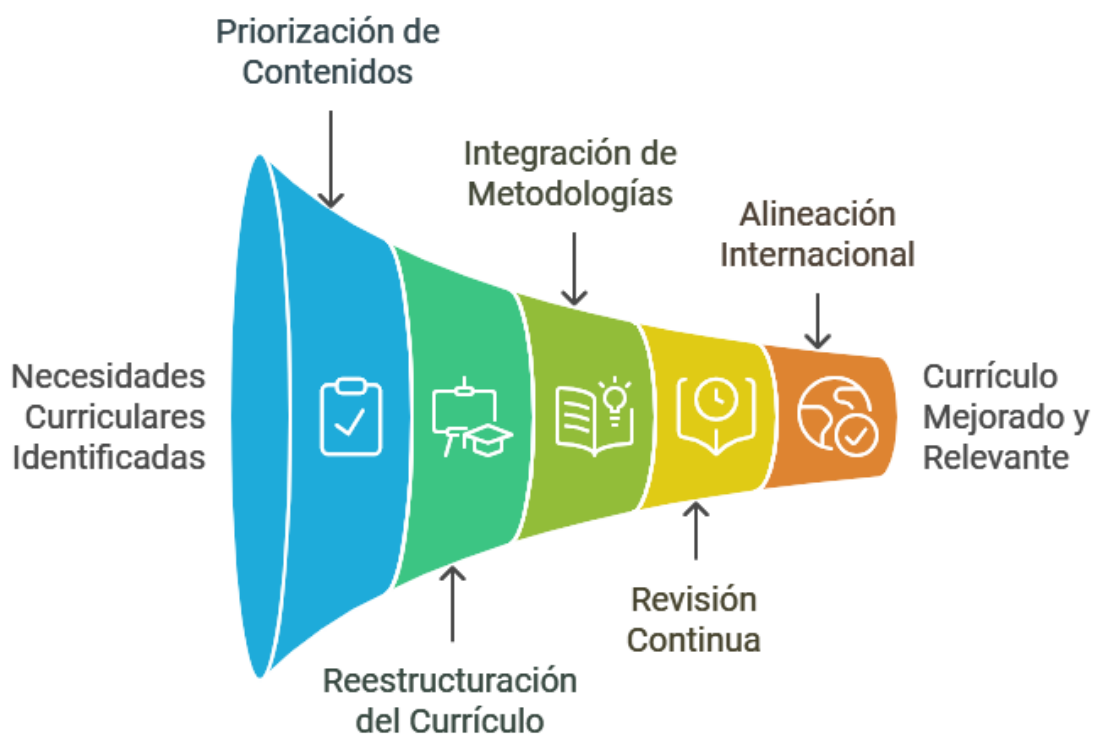 Priorización de
Contenidos
Integración de
Metodologías
Alineación
Internacional
Necesidades
Curriculares
Identificadas
Currículo
Mejorado y
Relevante
Revisión
Continua
Reestructuración
del Currículo